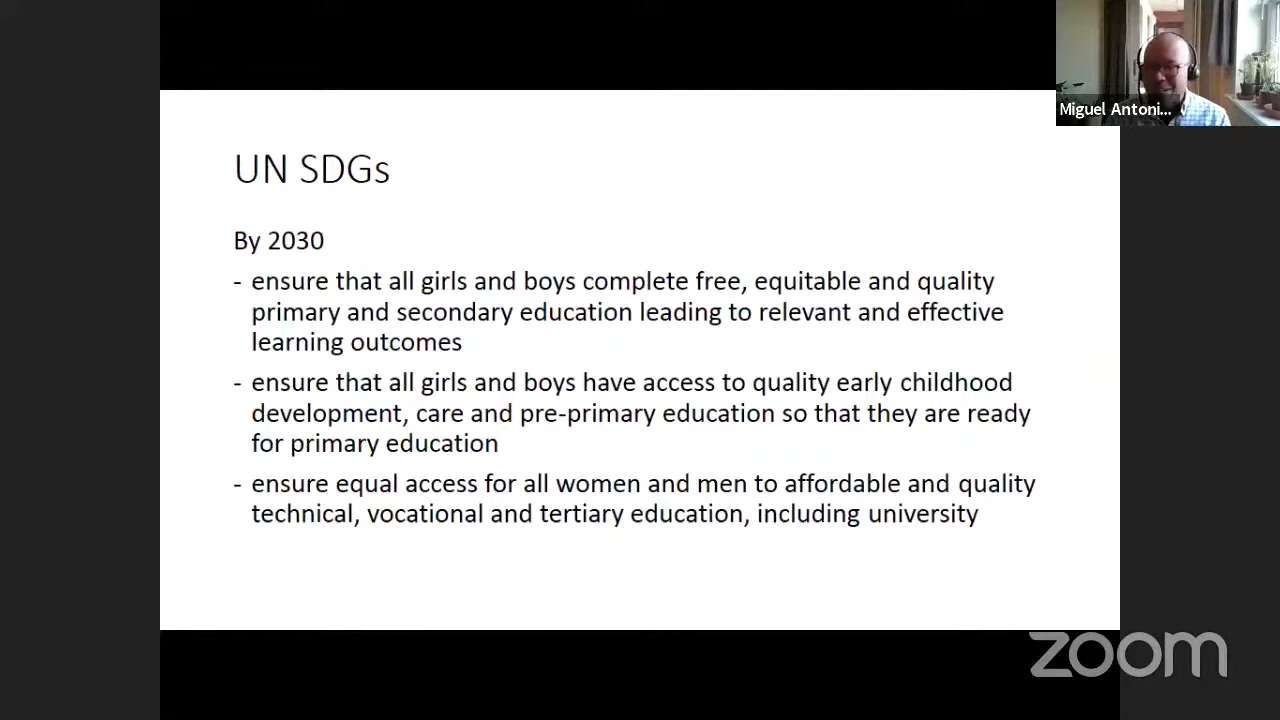 Miguel Antoni...
UN SDGs
By 2030
- ensure that all girls and boys complete free, equitable and quality
primary and secondary education leading to relevant and effective
learning outcomes
- ensure that all girls and boys have access to quality early childhood
development, care and pre-primary education so that they are ready
for primary education
- ensure equal access for all women and men to affordable and quality
technical, vocational and tertiary education, including university
zoom